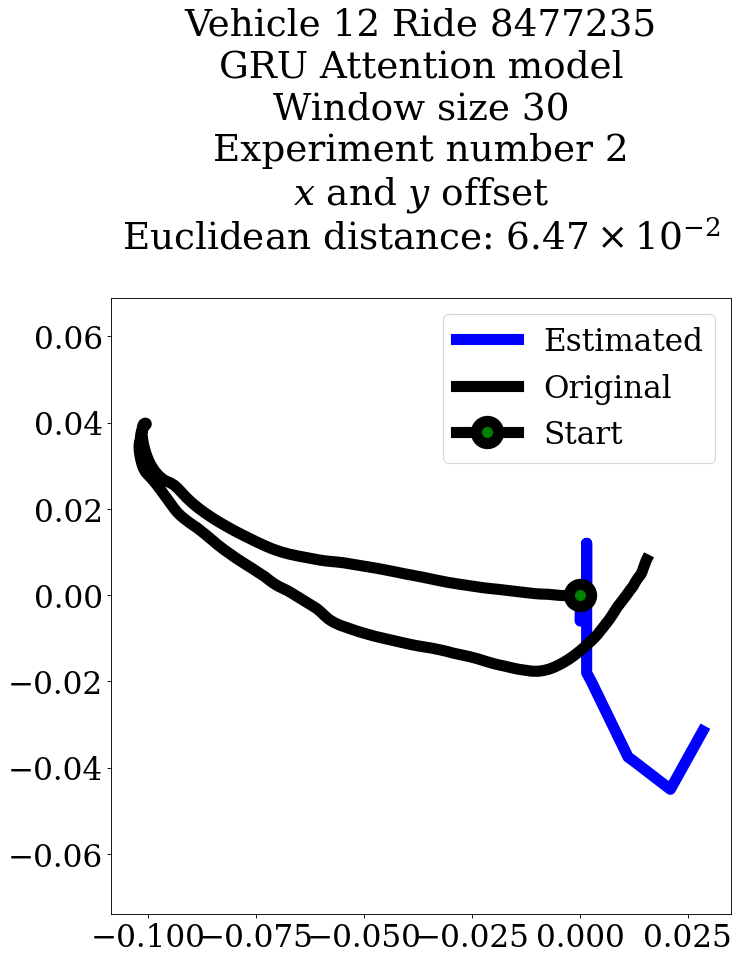 Vehicle 12 Ride 8477235
GRU Attention model
Window size 30
Experiment number 2
x and y offset
Euclidean distance: 6.47 × 10⁻²
Estimated
Original
Start
0.06
0.04
0.02
0.00
−0.02
−0.04
−0.06
−0.100 −0.075 −0.050 −0.025 0.000 0.025